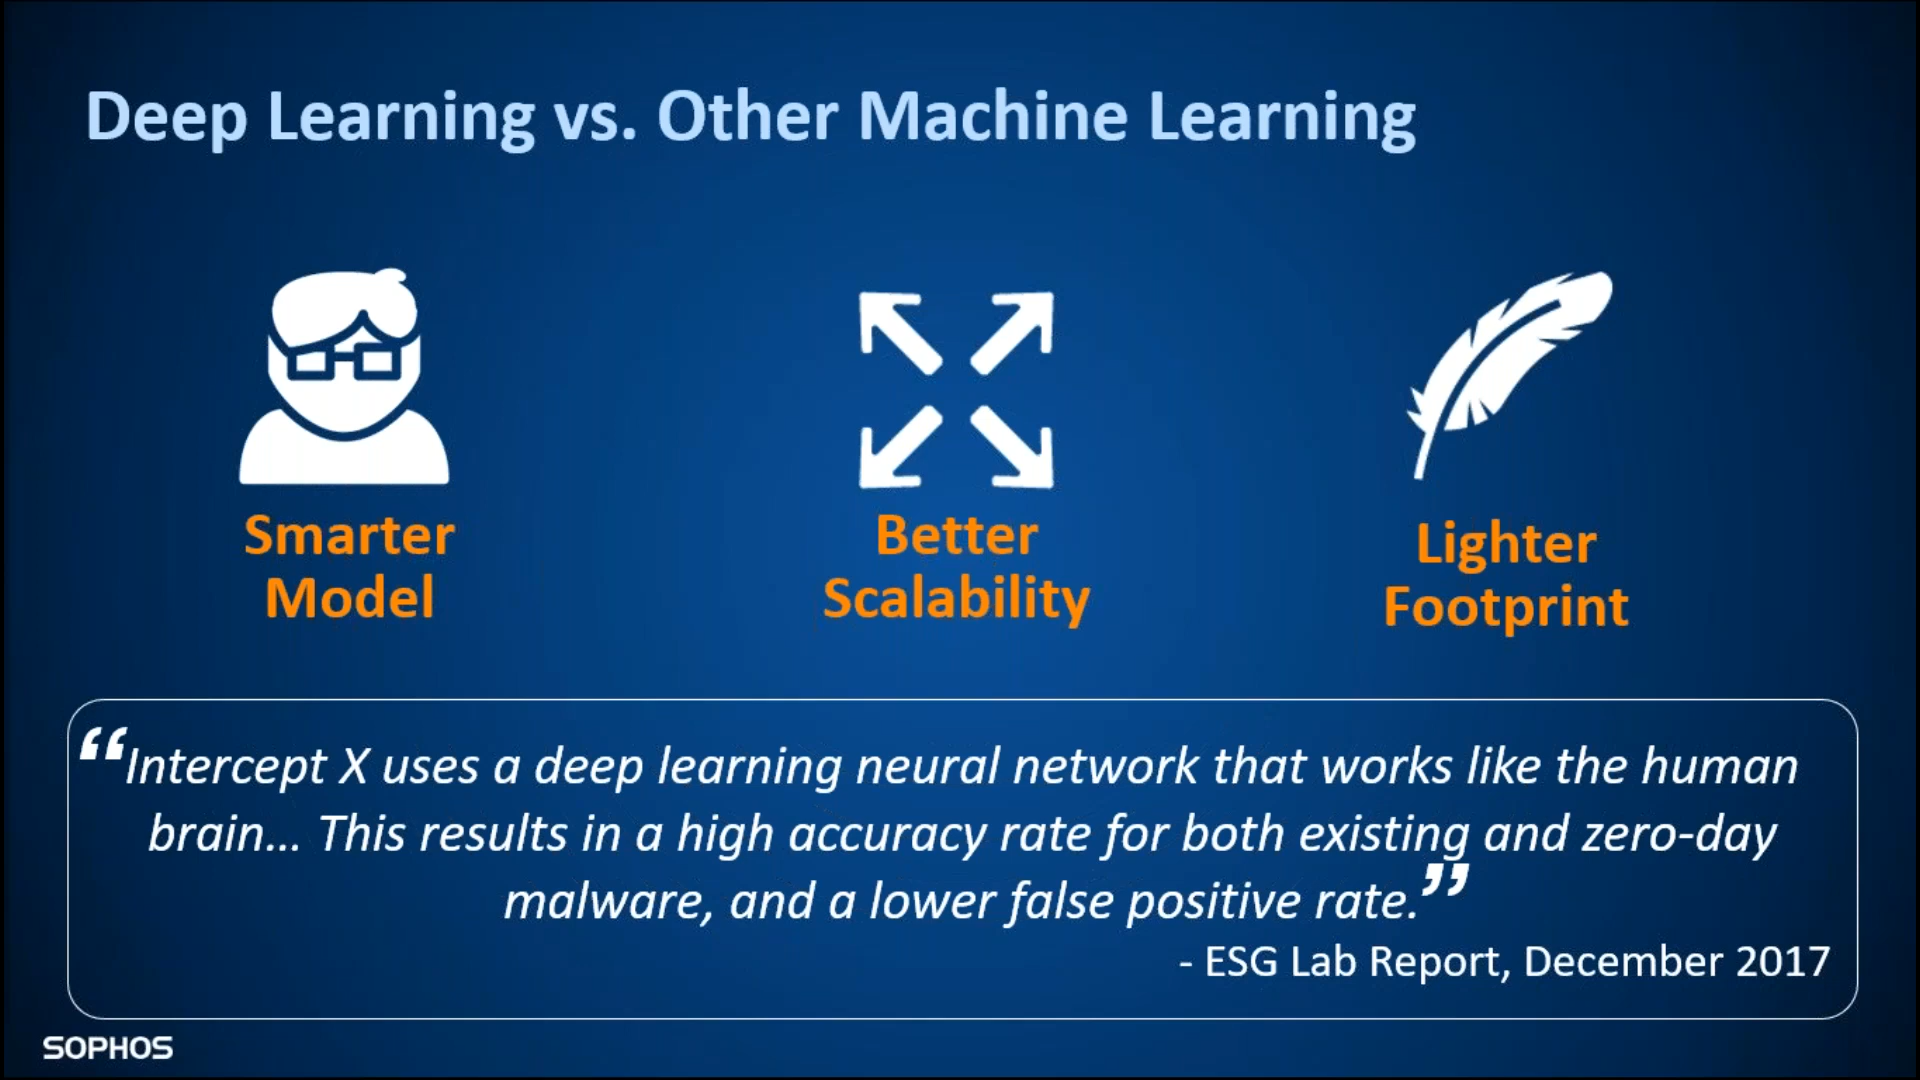 Deep Learning vs. Other Machine Learning
Smarter
Model
Better
Scalability
Lighter
Footprint
“Intercept X uses a deep learning neural network that works like the human
brain... This results in a high accuracy rate for both existing and zero-day
malware, and a lower false positive rate.”
- ESG Lab Report, December 2017
SOPHOS